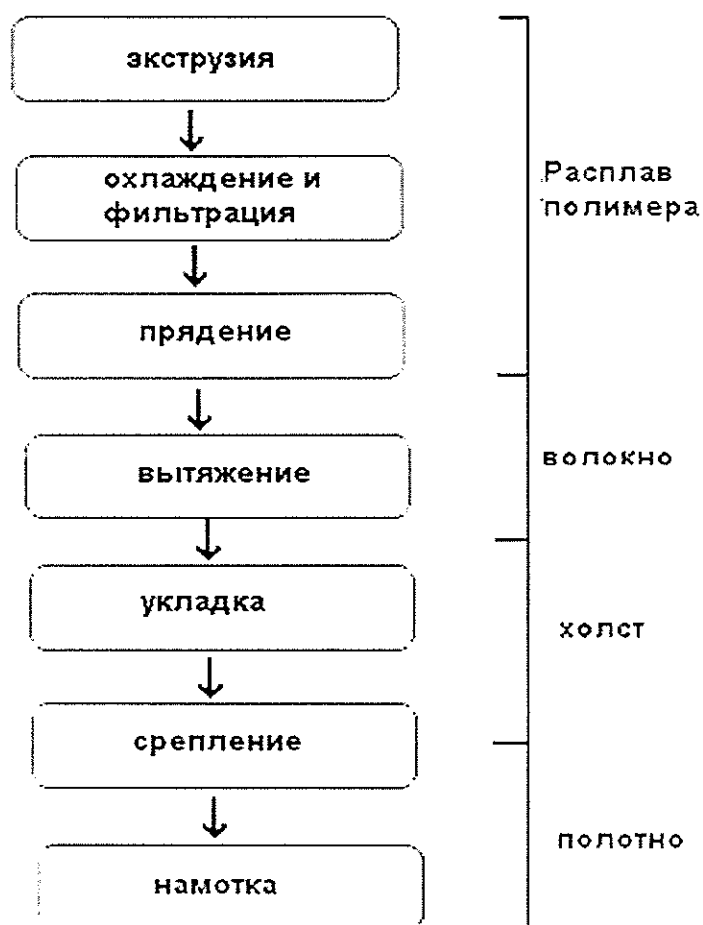 экструзия
охлаждение и
фильтрация
прядение
вытяжение
укладка
срепление
намотка
Расплав
полимера
волокно
холст
полотно